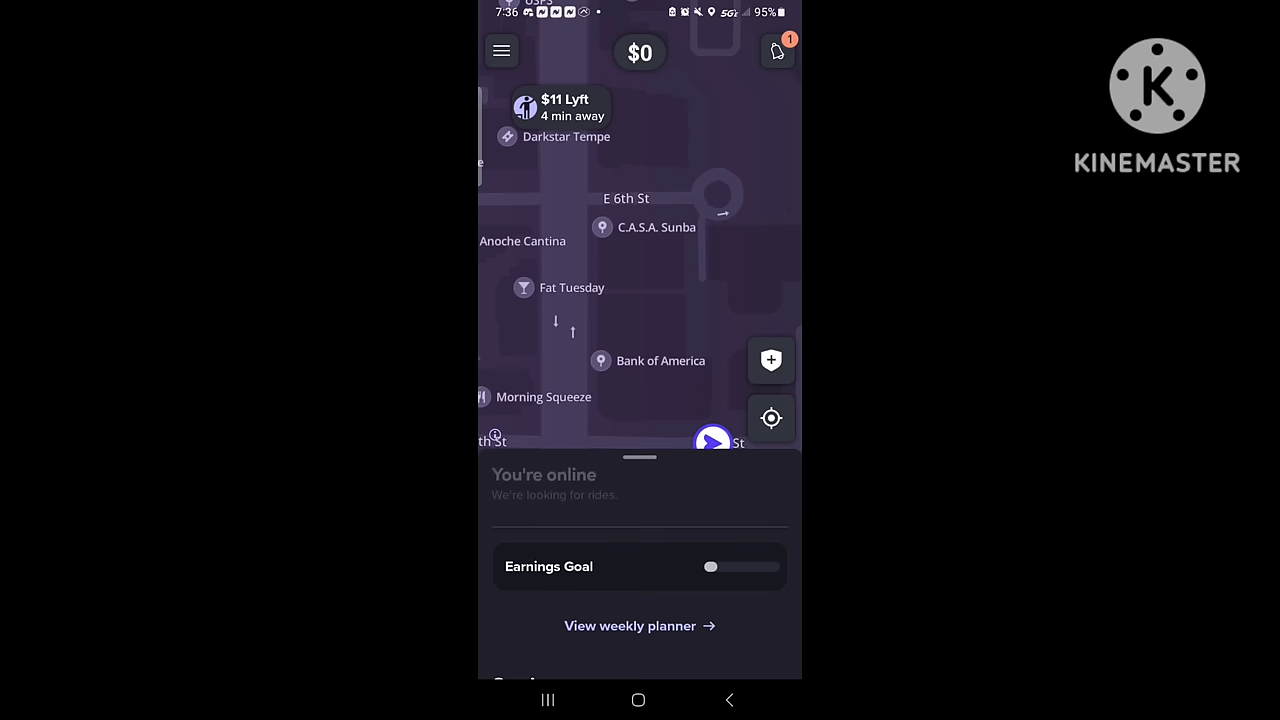 USPS
7:36
5G
95%
$0
1
$11 Lyft
4 min away
Darkstar Tempe
e
E 6th St
C.A.S.A. Sunba
Anoche Cantina
Fat Tuesday
Bank of America
Morning Squeeze
th St
St
You're online
We're looking for rides.
Earnings Goal
View weekly planner →
K
KINEMASTER